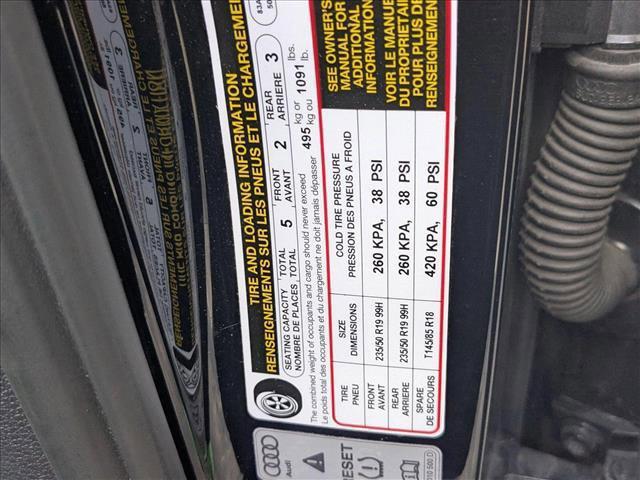 TIRE AND LOADING INFORMATION
RENSEIGNEMENTS SUR LES PNEUS ET LE CHARGEMENT
SEATING CAPACITY TOTAL 5 FRONT 2 REAR 3
NOMBRE DE PLACES TOTAL AVANT ARRIÈRE
The combined weight of occupants and cargo should never exceed 495 kg or 1091 lbs.
Le poids total des occupants et du chargement ne doit jamais dépasser kg ou lb.
TIRE SIZE COLD TIRE PRESSURE
PNEU DIMENSIONS PRESSION DES PNEUS A FROID
FRONT 235/50 R19 99H 260 KPA, 38 PSI
AVANT
REAR 235/50 R19 99H 260 KPA, 38 PSI
ARRIERE
SPARE T145/85 R18 420 KPA, 60 PSI
DE SECOURS
SEE OWNER'S
MANUAL FOR
ADDITIONAL
INFORMATION
VOIR LE MANUEL
DU PROPRIETAIRE
POUR PLUS DE
RENSEIGNEMENTS
Audi
RESET